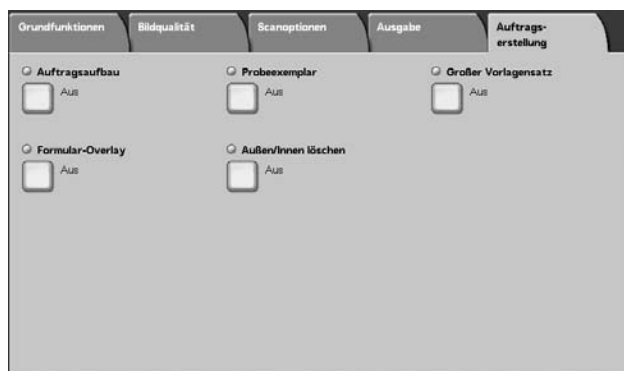 Grundfunktionen
Bildqualität
Scanoptionen
Ausgabe
Auftrags-
erstellung
Auftragsaufbau
Aus
Probeexemplar
Aus
Großer Vorlagensatz
Aus
Formular-Overlay
Aus
Außen/Innen löschen
Aus